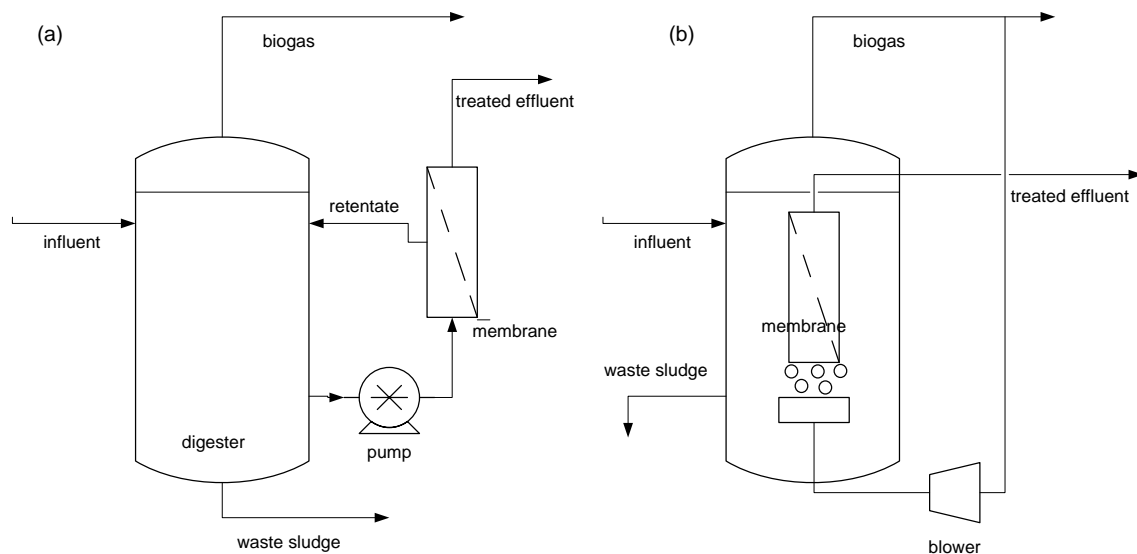 (a)
biogas
treated effluent
retentate
influent
membrane
digester
pump
waste sludge
(b)
biogas
treated effluent
influent
membrane
waste sludge
blower